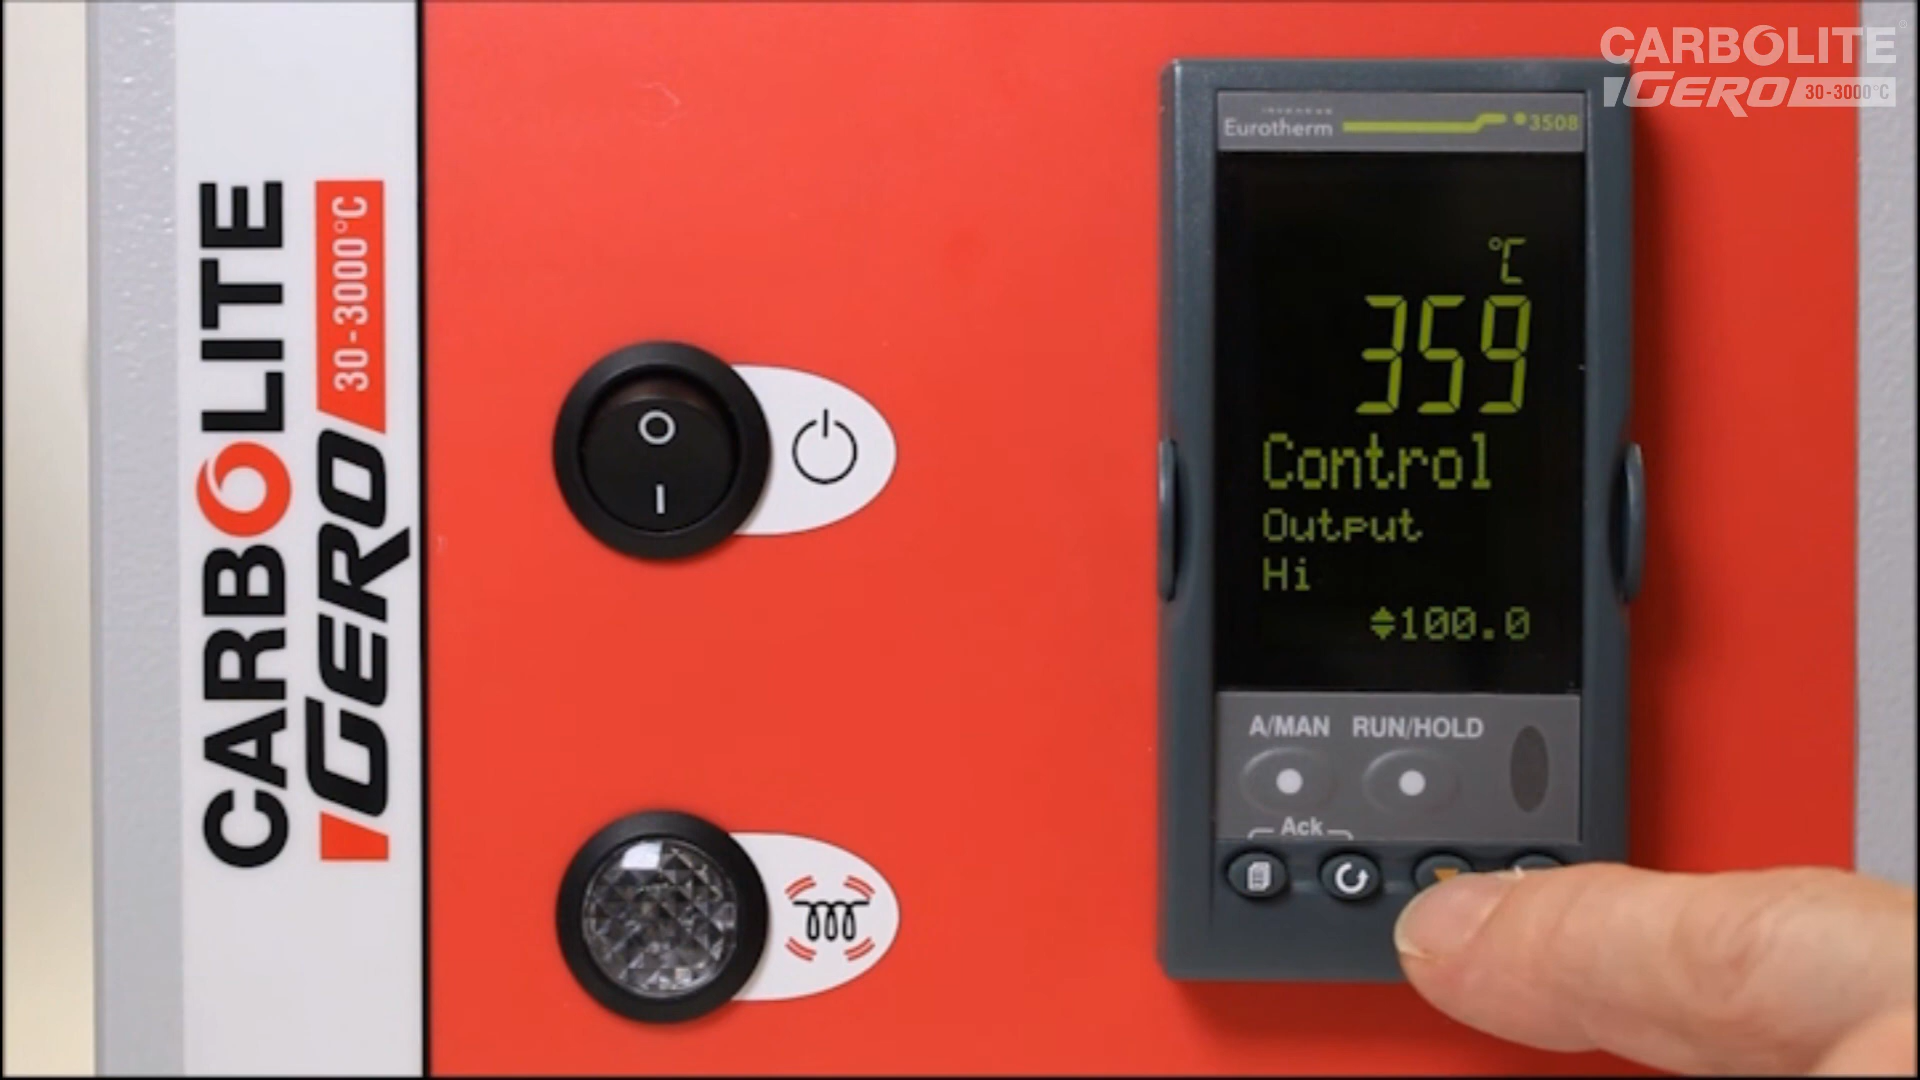 CARBOLITE
GERO 30-3000°C
CARBOLITE
GERO 30-3000°C
Eurotherm 3508
°C
359
Control
Output
Hi
100.0
A/MAN RUN/HOLD
Ack